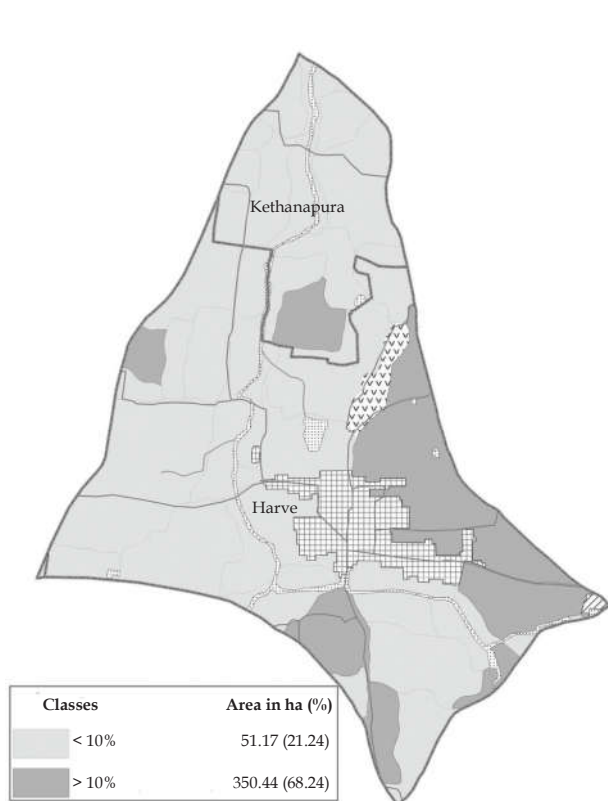 Kethanapura
Harve
Classes Area in ha (%)
< 10% 51.17 (21.24)
> 10% 350.44 (68.24)